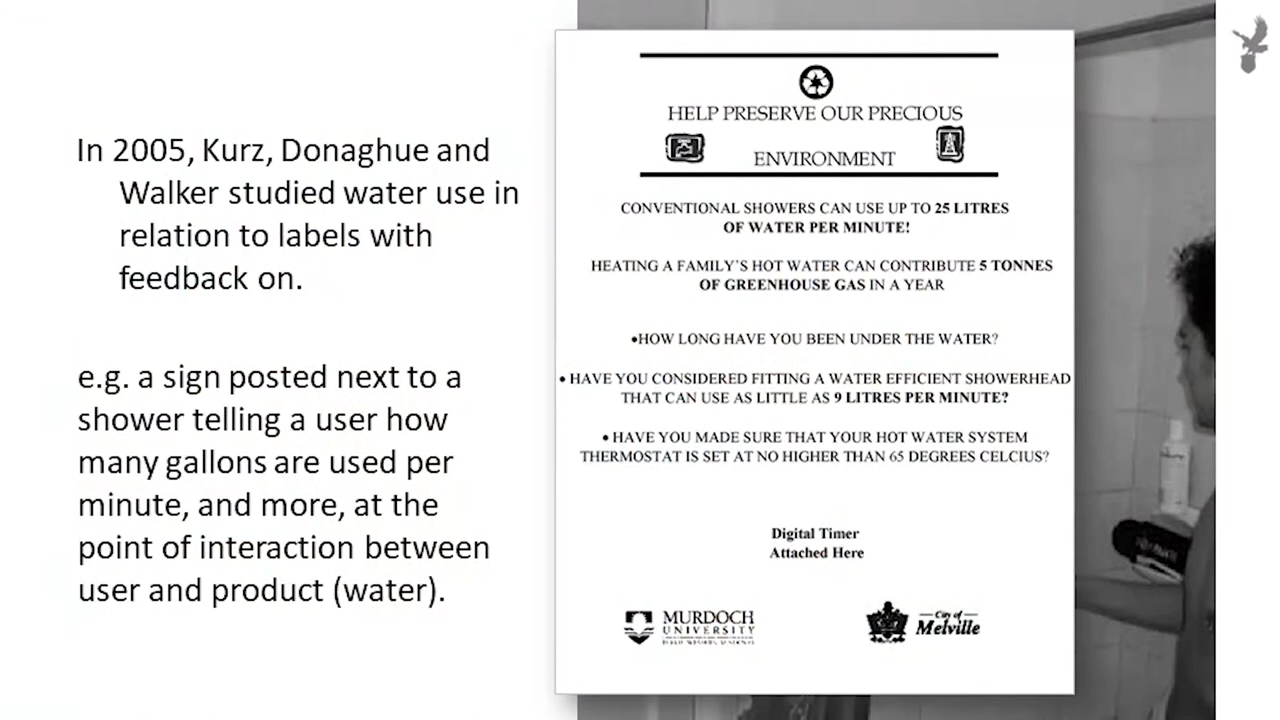 In 2005, Kurz, Donaghue and
Walker studied water use in
relation to labels with
feedback on.
e.g. a sign posted next to a
shower telling a user how
many gallons are used per
minute, and more, at the
point of interaction between
user and product (water).
HELP PRESERVE OUR PRECIOUS
ENVIRONMENT
CONVENTIONAL SHOWERS CAN USE UP TO 25 LITRES
OF WATER PER MINUTE!
HEATING A FAMILY'S HOT WATER CAN CONTRIBUTE 5 TONNES
OF GREENHOUSE GAS IN A YEAR
•HOW LONG HAVE YOU BEEN UNDER THE WATER?
• HAVE YOU CONSIDERED FITTING A WATER EFFICIENT SHOWERHEAD
THAT CAN USE AS LITTLE AS 9 LITRES PER MINUTE?
• HAVE YOU MADE SURE THAT YOUR HOT WATER SYSTEM
THERMOSTAT IS SET AT NO HIGHER THAN 65 DEGREES CELCIUS?
Digital Timer
Attached Here
MURDOCH
UNIVERSITY
City of
Melville